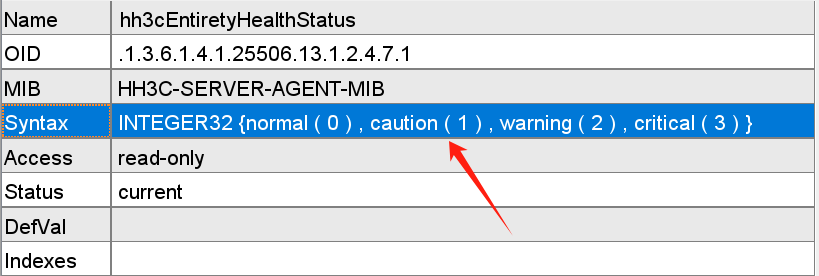 Name hh3cEntiretyHealthStatus
OID .1.3.6.1.4.1.25506.13.1.2.4.7.1
MIB HH3C-SERVER-AGENT-MIB
Syntax INTEGER32 {normal ( 0 ) , caution ( 1 ) , warning ( 2 ) , critical ( 3 ) }
Access read-only
Status current
DefVal
Indexes